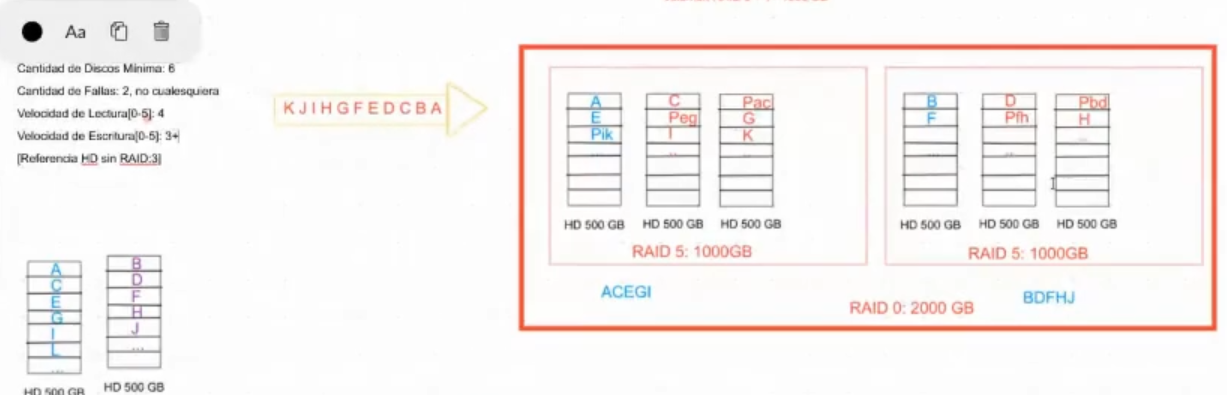 Aa
Cantidad de Discos Mínima: 6
Cantidad de Fallas: 2, no cualesquiera
Velocidad de Lectura[0-5]: 4
Velocidad de Escritura[0-5]: 3+
[Referencia HD sin RAID:3]
K J I H G F E D C B A
A
E
Pik
...
HD 500 GB
C
Peg
I
..
HD 500 GB
Pac
G
K
HD 500 GB
RAID 5: 1000GB
ACEGI
B
F
...
HD 500 GB
D
Pfh
..
HD 500 GB
Pbd
H
...
HD 500 GB
RAID 5: 1000GB
BDFHJ
RAID 0: 2000 GB
A
C
E
G
I
L
...
HD 500 GB
B
D
F
H
J
...
HD 500 GB